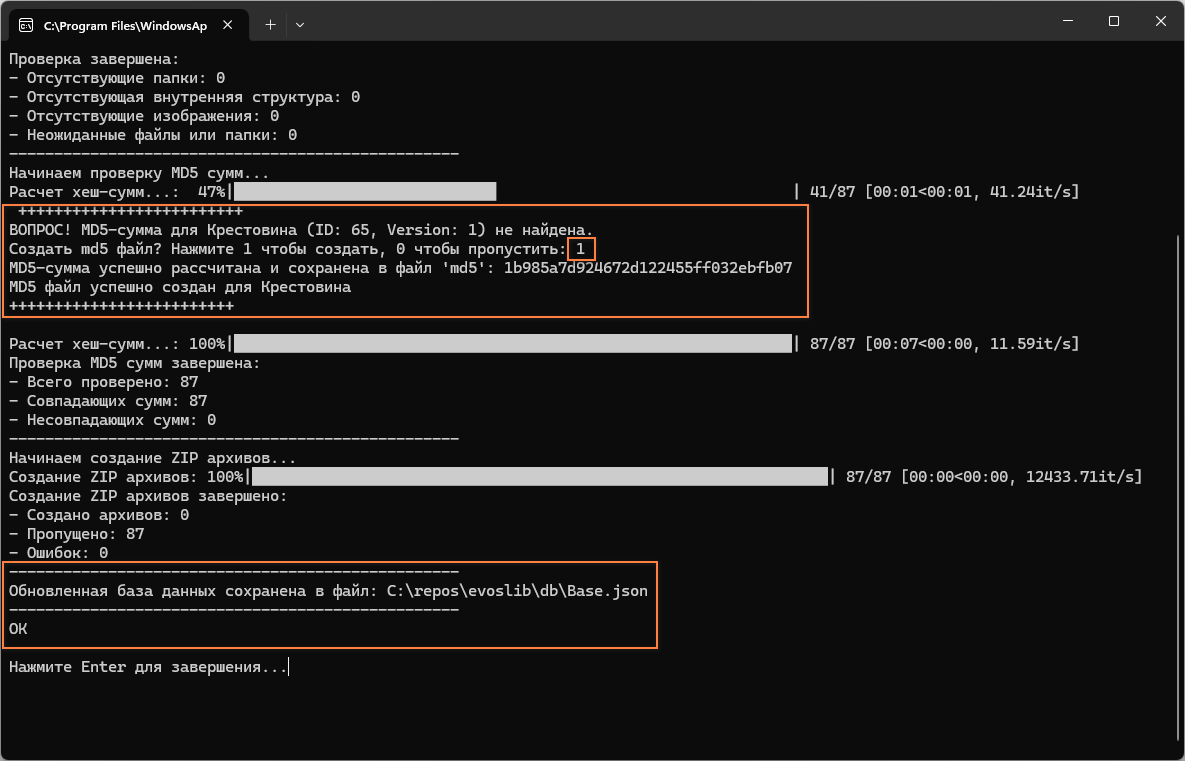 C:\Program Files\WindowsAp
Проверка завершена:
- Отсутствующие папки: 0
- Отсутствующая внутренняя структура: 0
- Отсутствующие изображения: 0
- Неожиданные файлы или папки: 0
--------------------------------------------------
Начинаем проверку MD5 сумм...
Расчет хеш-сумм...:  47%| | 41/87 [00:01<00:01, 41.24it/s]
+++++++++++++++++++++++++
ВОПРОС! MD5-сумма для Крестовина (ID: 65, Version: 1) не найдена.
Создать md5 файл? Нажмите 1 чтобы создать, 0 чтобы пропустить: 1
MD5-сумма успешно рассчитана и сохранена в файл 'md5': 1b985a7d924672d122455ff032ebfb07
MD5 файл успешно создан для Крестовина
+++++++++++++++++++++++++
Расчет хеш-сумм...: 100%| | 87/87 [00:07<00:00, 11.59it/s]
Проверка MD5 сумм завершена:
- Всего проверено: 87
- Совпадающих сумм: 87
- Несовпадающих сумм: 0
--------------------------------------------------
Начинаем создание ZIP архивов...
Создание ZIP архивов: 100%| | 87/87 [00:00<00:00, 12433.71it/s]
Создание ZIP архивов завершено:
- Создано архивов: 0
- Пропущено: 87
- Ошибок: 0
--------------------------------------------------
Обновленная база данных сохранена в файл: C:\repos\evoslib\db\Base.json
--------------------------------------------------
ОК
Нажмите Enter для завершения...